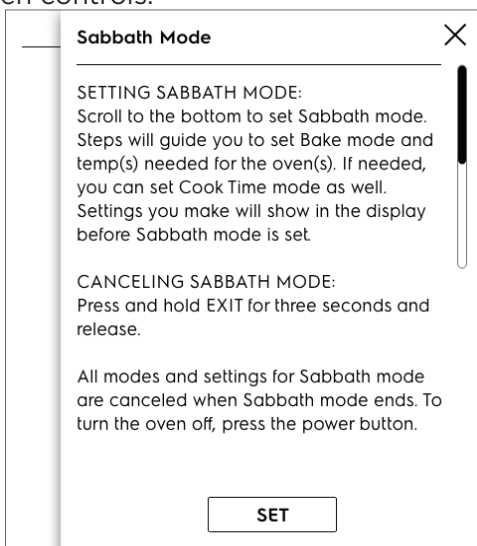 en controls.
Sabbath Mode
SETTING SABBATH MODE:
Scroll to the bottom to set Sabbath mode.
Steps will guide you to set Bake mode and
temp(s) needed for the oven(s). If needed,
you can set Cook Time mode as well.
Settings you make will show in the display
before Sabbath mode is set.
CANCELING SABBATH MODE:
Press and hold EXIT for three seconds and
release.
All modes and settings for Sabbath mode
are canceled when Sabbath mode ends. To
turn the oven off, press the power button.
SET